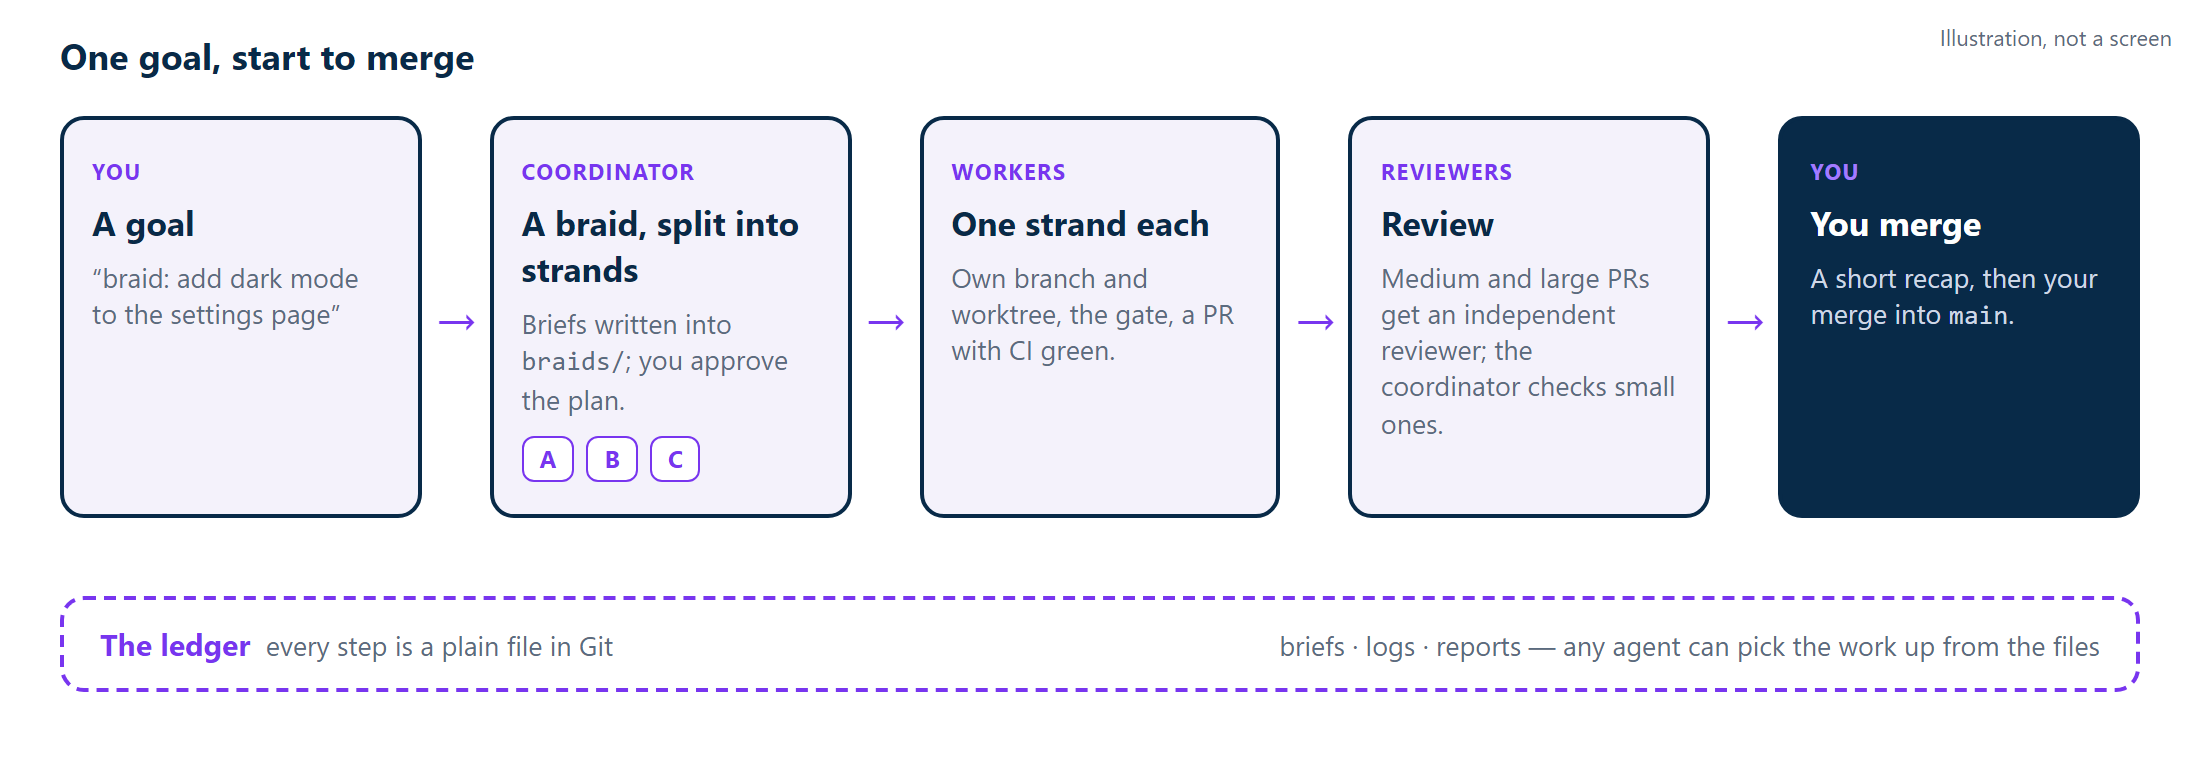 One goal, start to merge
Illustration, not a screen
YOU
A goal
“braid: add dark mode
to the settings page”
→
COORDINATOR
A braid, split into
strands
Briefs written into
braids/; you approve
the plan.
A B C
→
WORKERS
One strand each
Own branch and
worktree, the gate, a PR
with CI green.
→
REVIEWERS
Review
Medium and large PRs
get an independent
reviewer; the
coordinator checks small
ones.
→
YOU
You merge
A short recap, then your
merge into main.
The ledger every step is a plain file in Git
briefs · logs · reports — any agent can pick the work up from the files